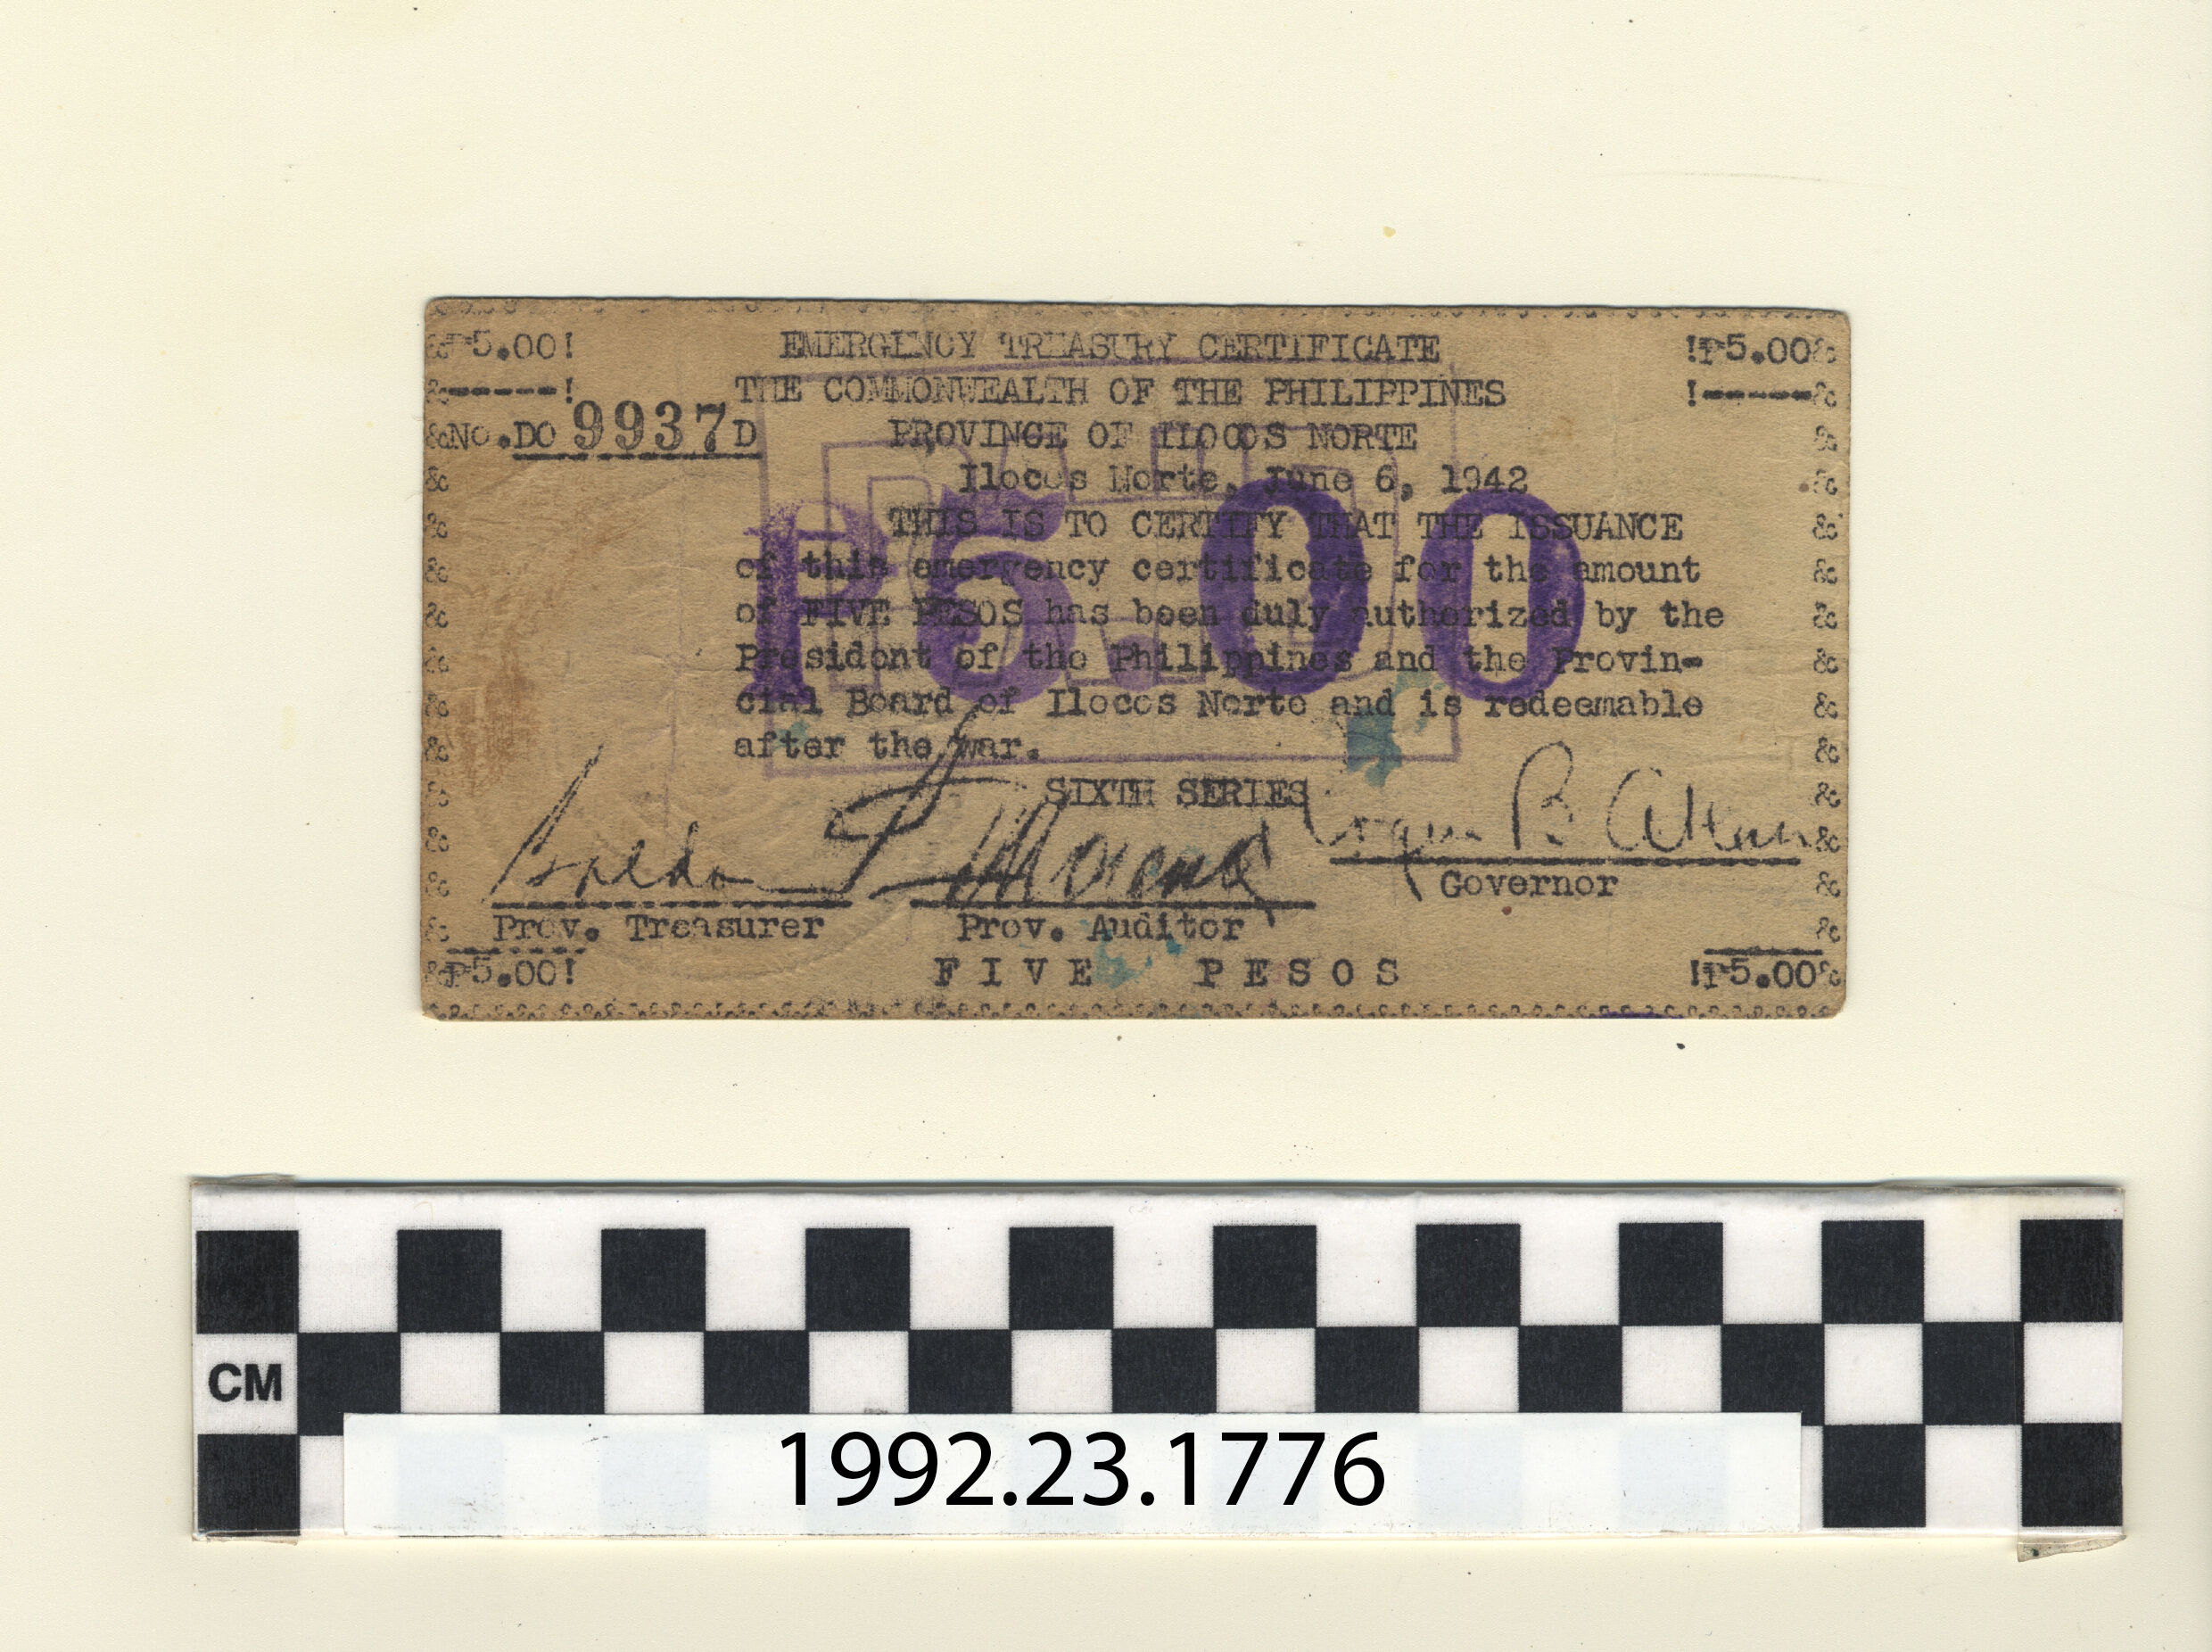 ₱5.00! EMERGENCY TREASURY CERTIFICATE !₱5.00
THE COMMONWEALTH OF THE PHILIPPINES
No.DO 9937D PROVINCE OF ILOCOS NORTE
Ilocos Norte, June 6, 1942
P5.00
PAID
THIS IS TO CERTIFY THAT THE ISSUANCE
of this emergency certificate for the amount
of FIVE PESOS has been duly authorized by the
President of the Philippines and the Provin-
cial Board of Ilocos Norte and is redeemable
after the war.
SIXTH SERIES
Governor
Prov. Treasurer Prov. Auditor
₱5.00! FIVE PESOS !₱5.00
CM
1992.23.1776